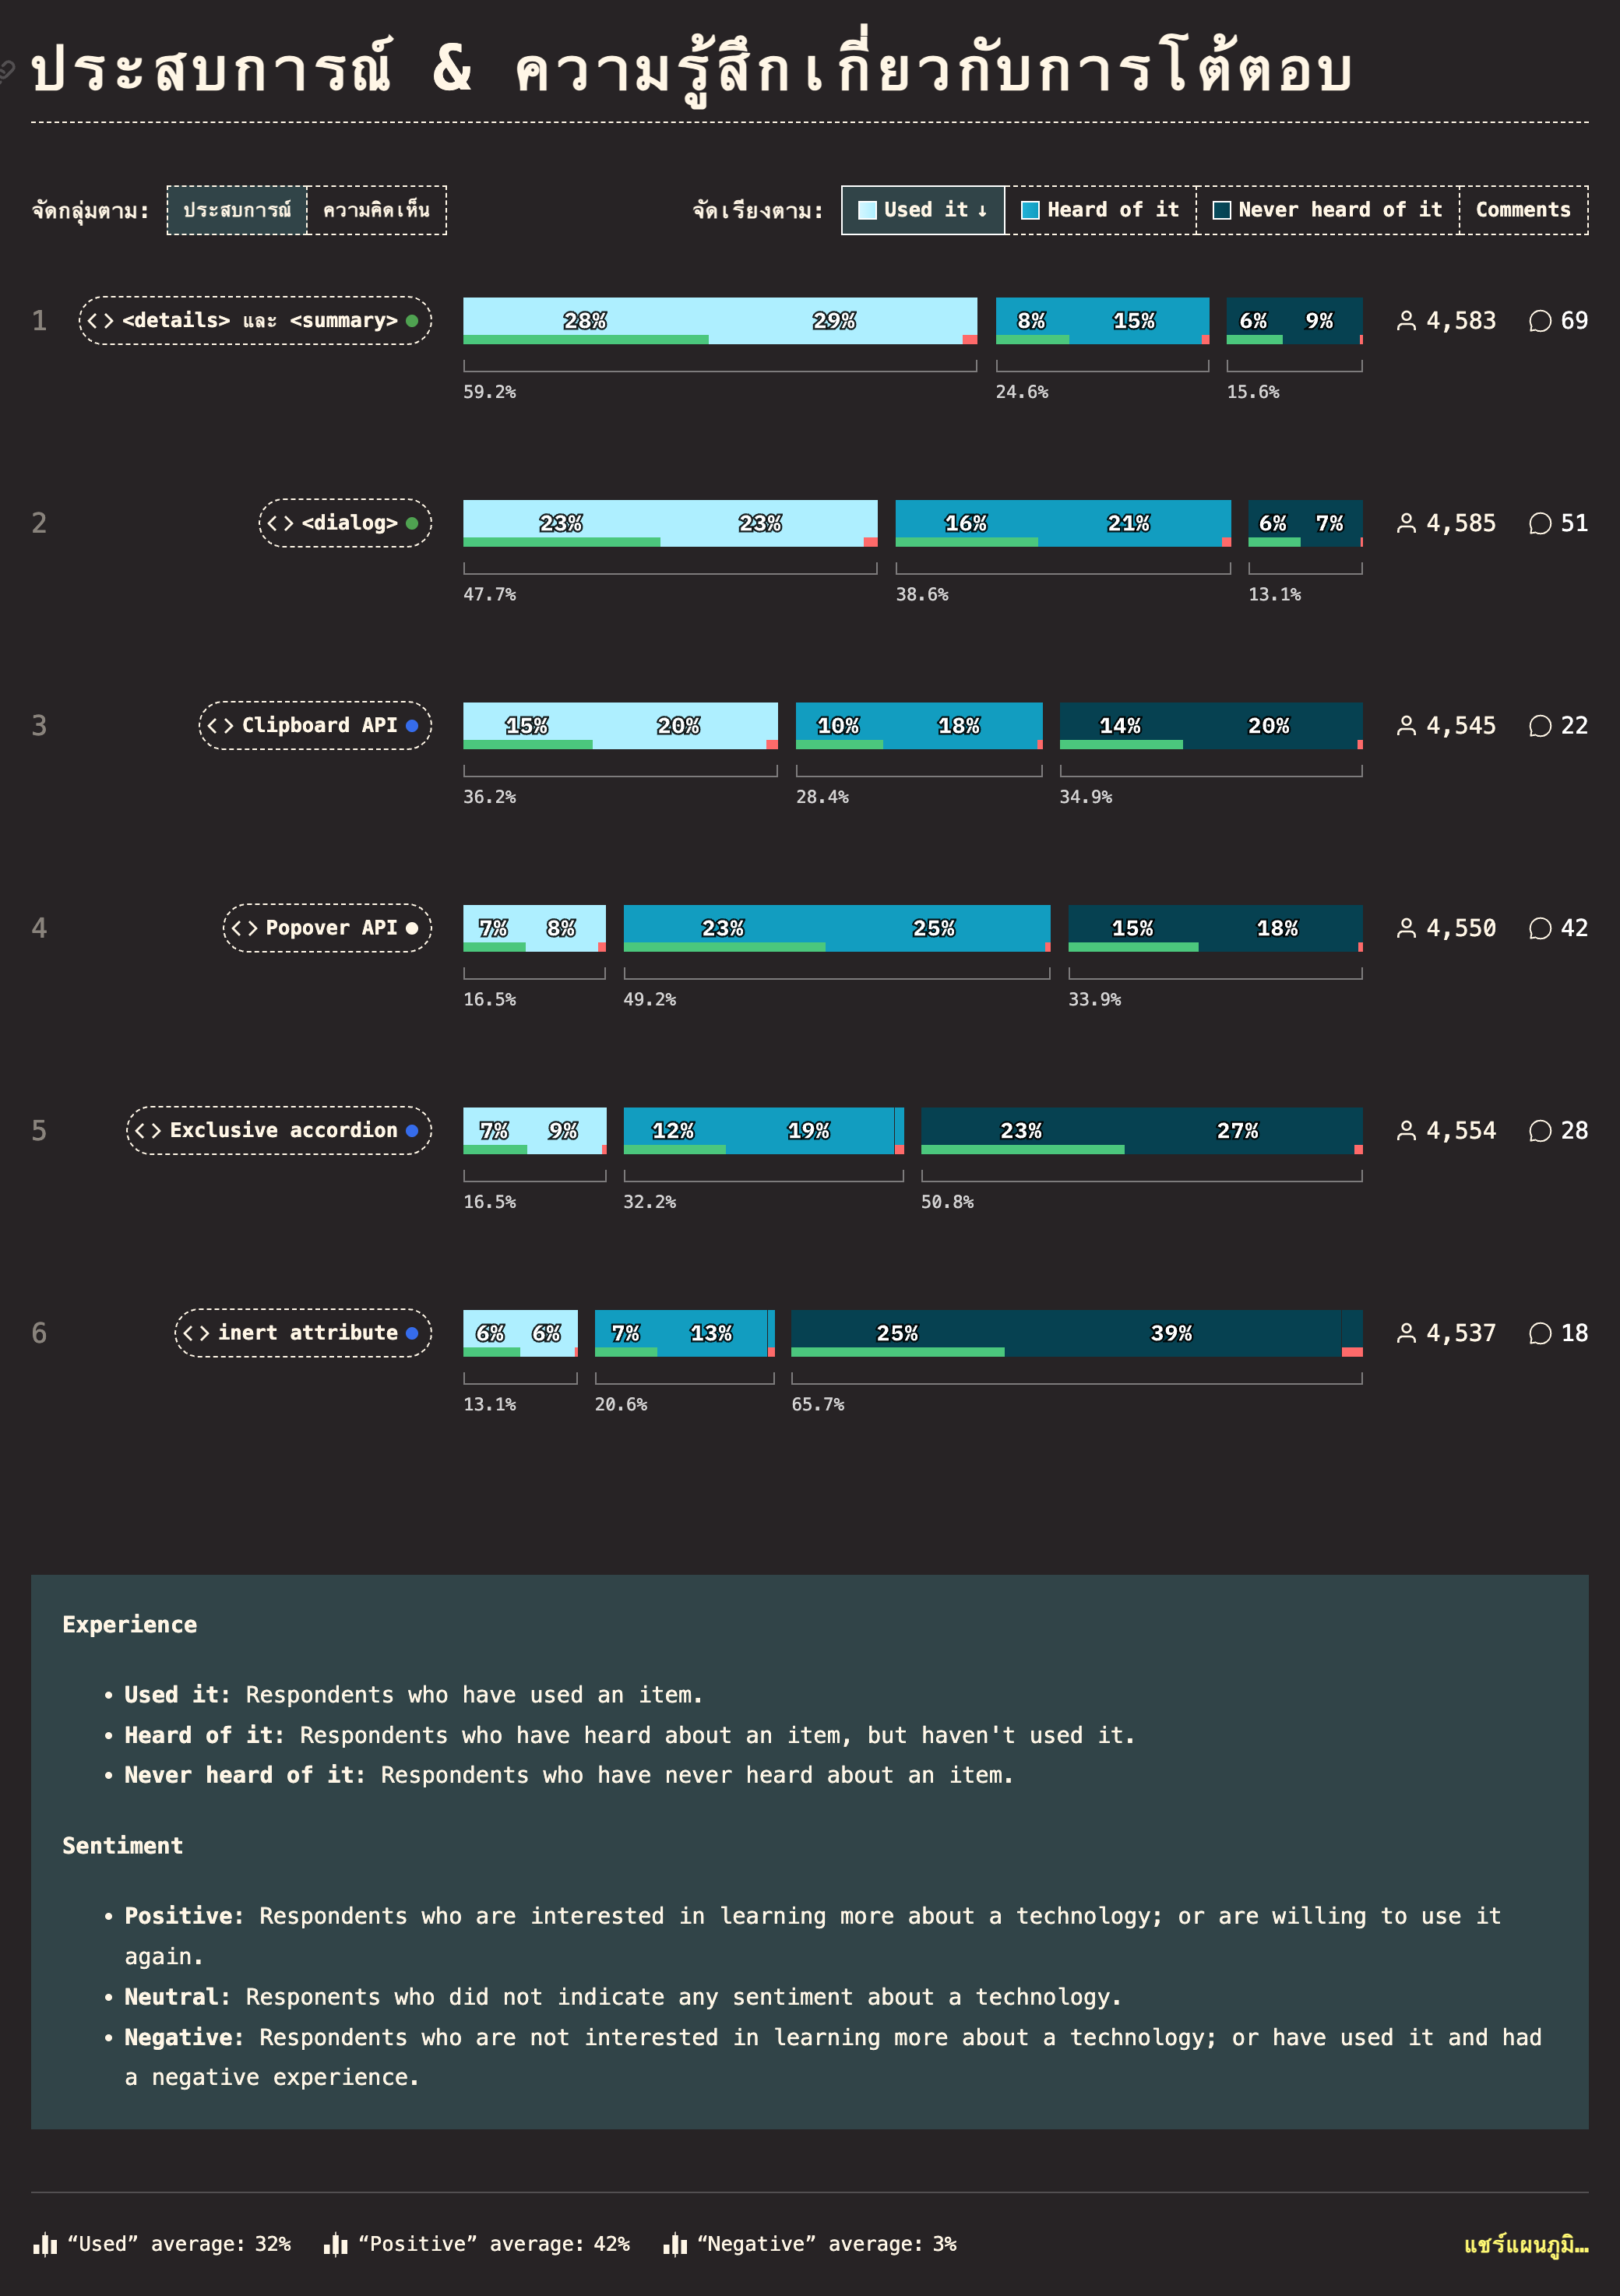 ประสบการณ์ & ความรู้สึกเกี่ยวกับการโต้ตอบ
จัดกลุ่มตาม: ประสบการณ์ ความคิดเห็น จัดเรียงตาม: Used it ↓ Heard of it Never heard of it Comments
1 <details> และ <summary> 28% 29% 8% 15% 6% 9% 4,583 69
59.2% 24.6% 15.6%
2 <dialog> 23% 23% 16% 21% 6% 7% 4,585 51
47.7% 38.6% 13.1%
3 Clipboard API 15% 20% 10% 18% 14% 20% 4,545 22
36.2% 28.4% 34.9%
4 Popover API 7% 8% 23% 25% 15% 18% 4,550 42
16.5% 49.2% 33.9%
5 Exclusive accordion 7% 9% 12% 19% 23% 27% 4,554 28
16.5% 32.2% 50.8%
6 inert attribute 6% 6% 7% 13% 25% 39% 4,537 18
13.1% 20.6% 65.7%
Experience
• Used it: Respondents who have used an item.
• Heard of it: Respondents who have heard about an item, but haven't used it.
• Never heard of it: Respondents who have never heard about an item.
Sentiment
• Positive: Respondents who are interested in learning more about a technology; or are willing to use it
again.
• Neutral: Responents who did not indicate any sentiment about a technology.
• Negative: Respondents who are not interested in learning more about a technology; or have used it and had
a negative experience.
“Used” average: 32% “Positive” average: 42% “Negative” average: 3% แชร์แผนภูมิ…